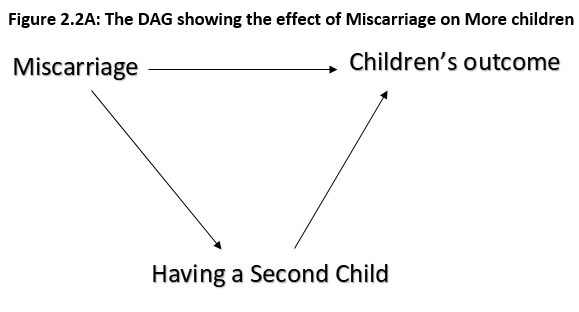 Figure 2.2A: The DAG showing the effect of Miscarriage on More children
Miscarriage
Children's outcome
Having a Second Child